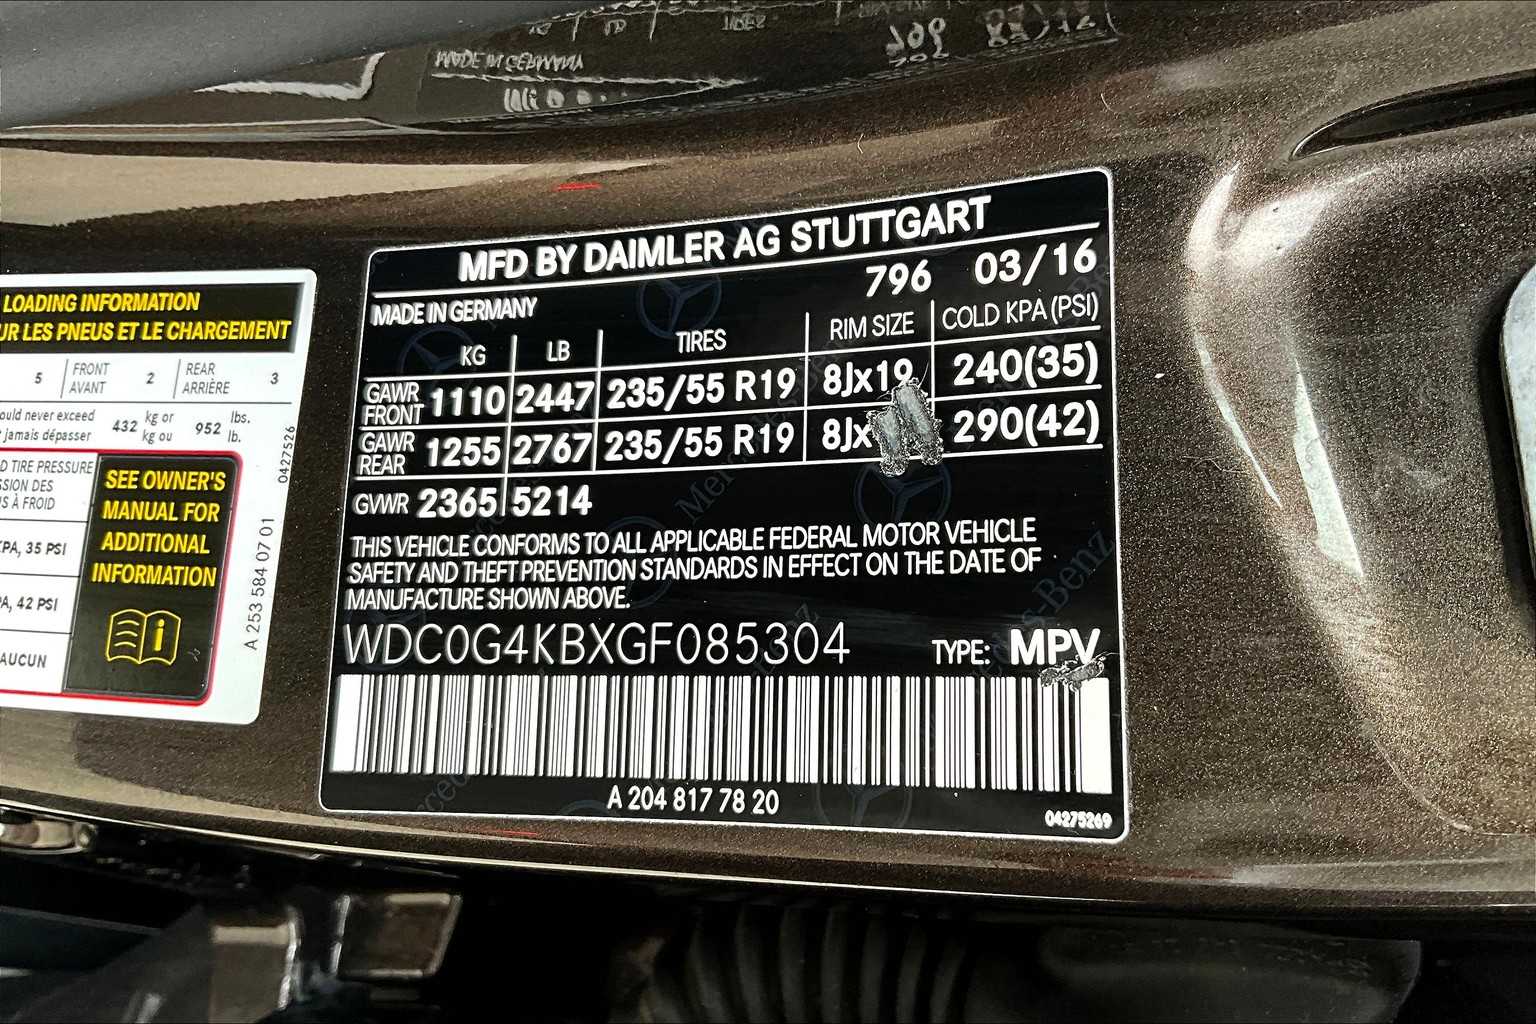 LOADING INFORMATION
UR LES PNEUS ET LE CHARGEMENT
5 FRONT AVANT 2 REAR ARRIÈRE 3
ould never exceed 432 kg or 952 lbs.
jamais dépasser kg ou lb.
04275269
D TIRE PRESSURE
SION DES
S À FROID
KPA, 35 PSI
PA, 42 PSI
AUCUN
SEE OWNER'S
MANUAL FOR
ADDITIONAL
INFORMATION
A 253 584 07 01
MFD BY DAIMLER AG STUTTGART
796 03/16
MADE IN GERMANY
KG LB TIRES RIM SIZE COLD KPA (PSI)
GAWR FRONT 1110 2447 235/55 R19 8Jx19 240(35)
GAWR REAR 1255 2767 235/55 R19 8Jx 290(42)
GVWR 2365 5214
THIS VEHICLE CONFORMS TO ALL APPLICABLE FEDERAL MOTOR VEHICLE
SAFETY AND THEFT PREVENTION STANDARDS IN EFFECT ON THE DATE OF
MANUFACTURE SHOWN ABOVE.
WDC0G4KBXGF085304 TYPE: MPV
A 204 817 78 20
04275269